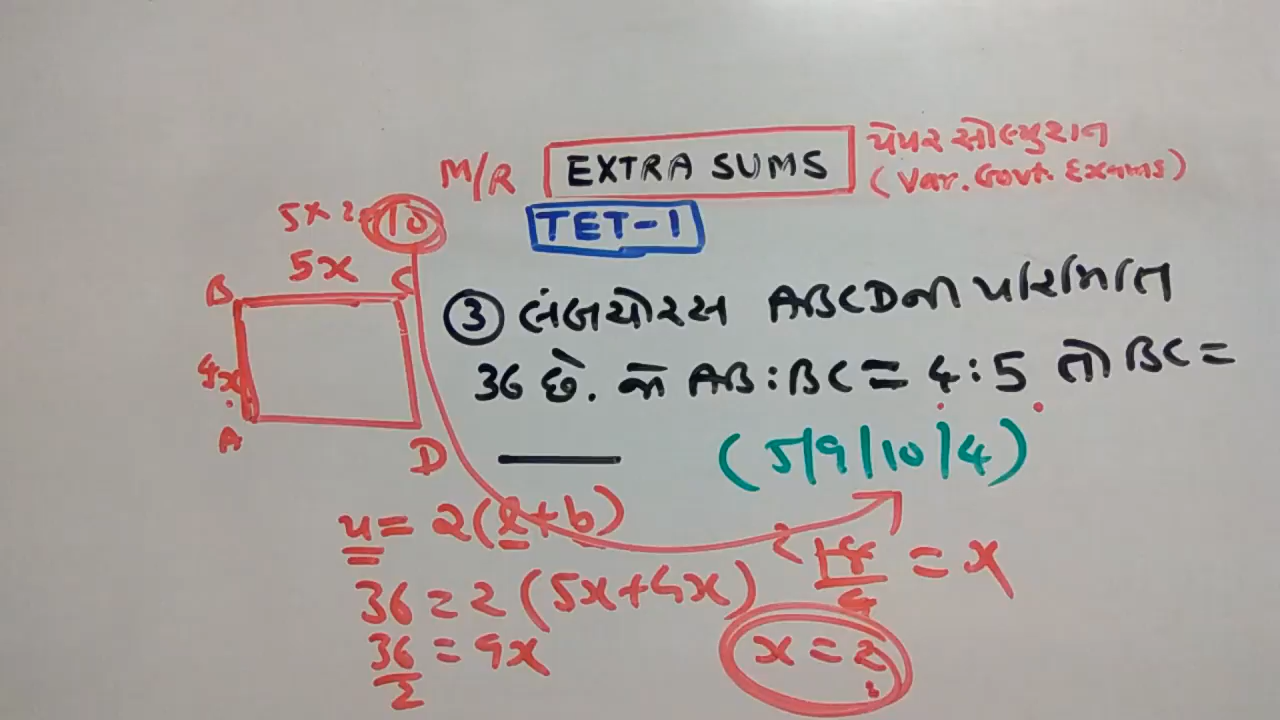 M/R EXTRA SUMS પેપર સોલ્યુશન
(Var. Govt. Exams)
TET-1
5x2=10
5x
B C
4x
A D
③ લંબચોરસ ABCDની પરિમિતિ
36 છે. જો AB:BC = 4:5 તો BC =
(5/9/10/4)
પ = 2(l+b)
36 = 2(5x+4x)
36/2 = 9x
= x
x = 2